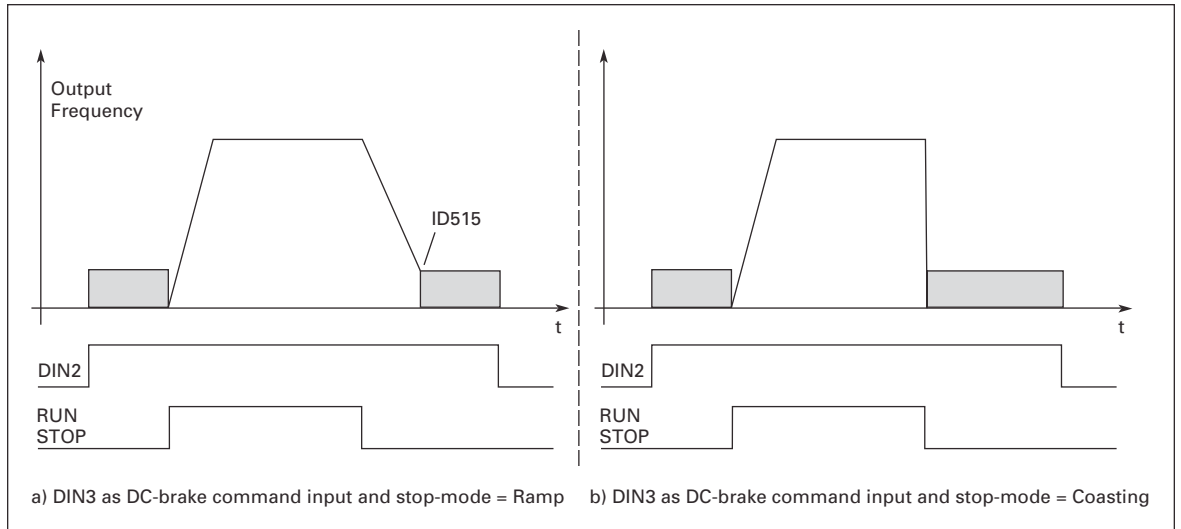 Output
Frequency
ID515
t
DIN2
RUN
STOP
a) DIN3 as DC-brake command input and stop-mode = Ramp
t
DIN2
RUN
STOP
b) DIN3 as DC-brake command input and stop-mode = Coasting